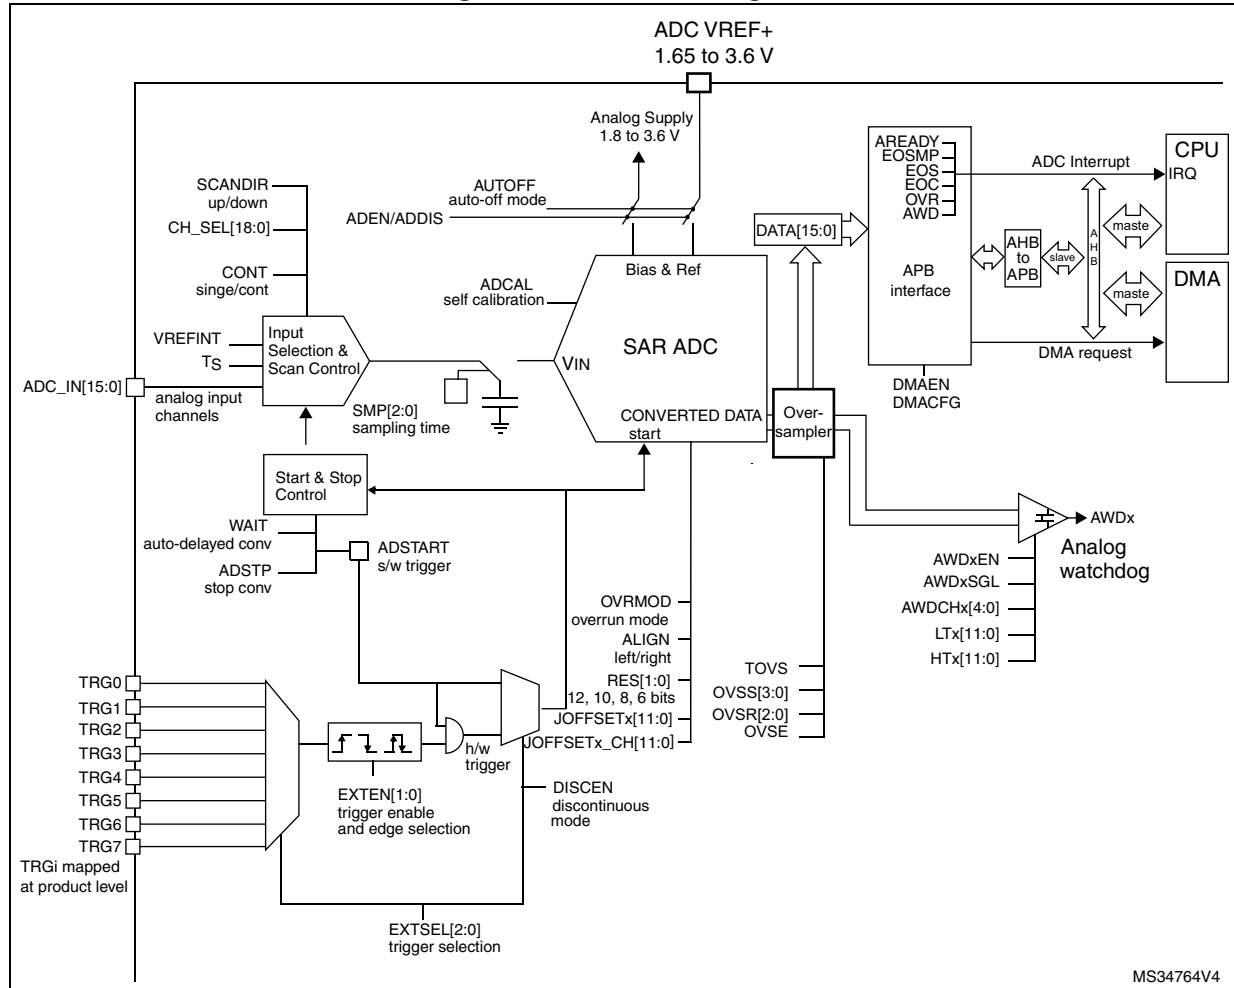 ADC VREF+
1.65 to 3.6 V
Analog Supply
1.8 to 3.6 V
SCANDIR
up/down
CH_SEL[18:0]
CONT
singe/cont
AUTOFF
auto-off mode
ADEN/ADDIS
ADCAL
self calibration
Bias & Ref
SAR ADC
VIN
CONVERTED DATA
start
Input
Selection &
Scan Control
VREFINT
TS
ADC_IN[15:0]
analog input
channels
SMP[2:0]
sampling time
DATA[15:0]
AREADY
EOSMP
EOS
EOC
OVR
AWD
APB
interface
ADC Interrupt
CPU
IRQ
AHB
to
APB
slave
A
H
B
maste
maste
DMA
DMA request
DMAEN
DMACFG
Over-
sampler
Start & Stop
Control
WAIT
auto-delayed conv
ADSTP
stop conv
ADSTART
s/w trigger
AWDx
Analog
watchdog
AWDxEN
AWDxSGL
AWDCHx[4:0]
LTx[11:0]
HTx[11:0]
OVRMOD
overrun mode
ALIGN
left/right
RES[1:0]
12, 10, 8, 6 bits
JOFFSETx[11:0]
JOFFSETx_CH[11:0]
TOVS
OVSS[3:0]
OVSR[2:0]
OVSE
TRG0
TRG1
TRG2
TRG3
TRG4
TRG5
TRG6
TRG7
TRGi mapped
at product level
h/w
trigger
EXTEN[1:0]
trigger enable
and edge selection
DISCEN
discontinuous
mode
EXTSEL[2:0]
trigger selection
MS34764V4